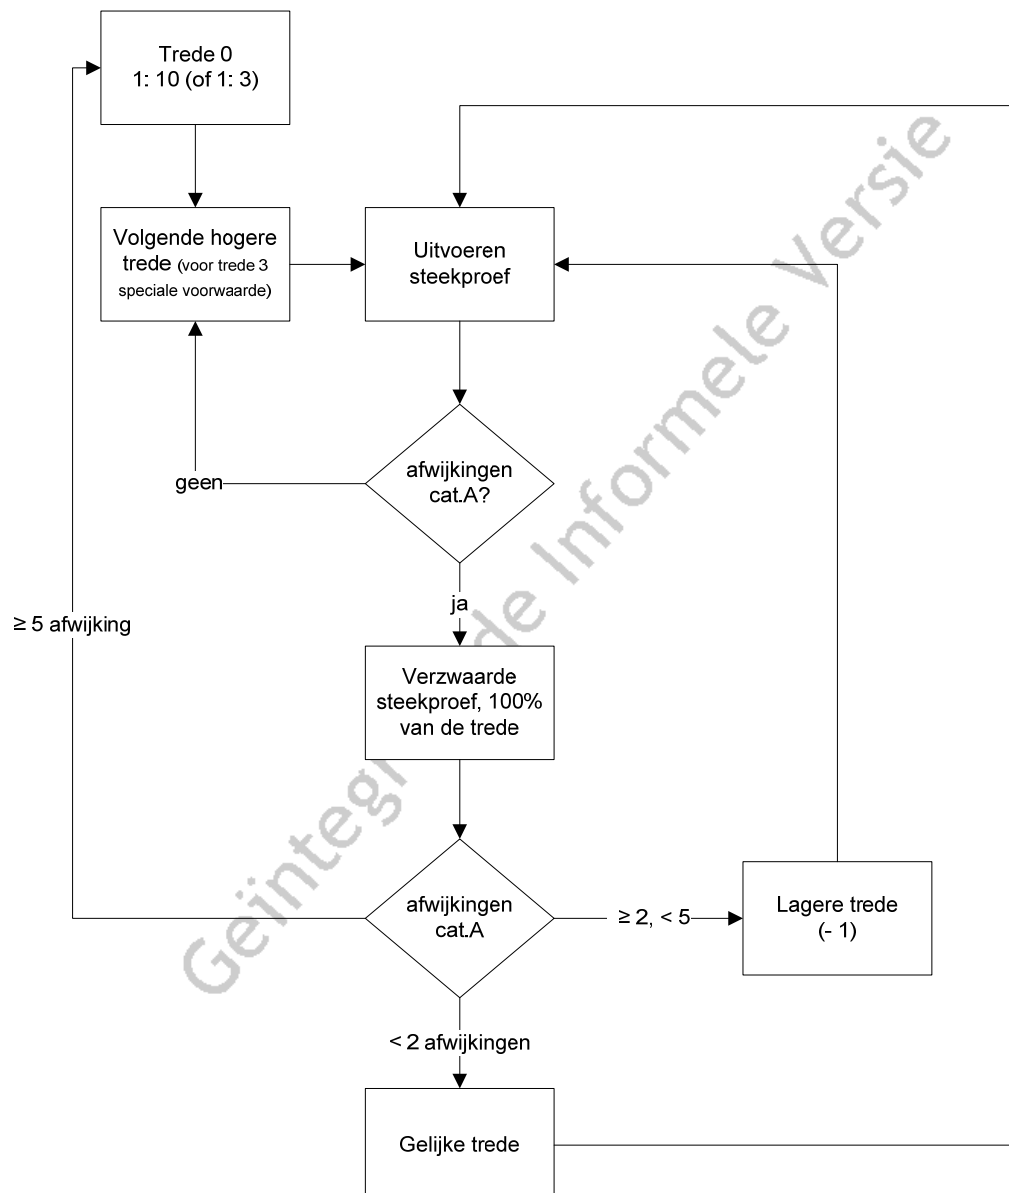 Trede 0
1: 10 (of 1: 3)
Volgende hogere
trede (voor trede 3
speciale voorwaarde)
Uitvoeren
steekproef
afwijkingen
cat.A?
geen
ja
≥ 5 afwijking
Verzwaarde
steekproef, 100%
van de trede
afwijkingen
cat.A
≥ 2, < 5
Lagere trede
(- 1)
< 2 afwijkingen
Gelijke trede
Informele Versie